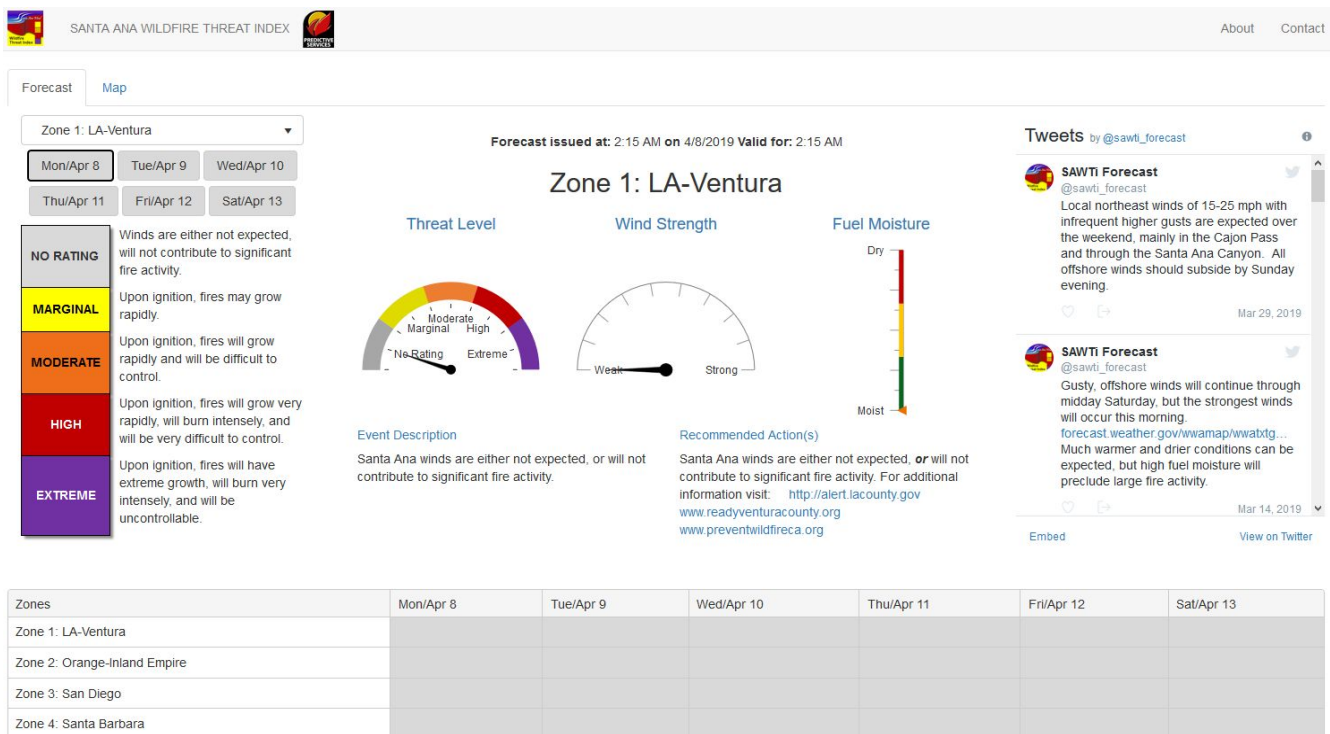 SANTA ANA WILDFIRE THREAT INDEX
PREDICTIVE
SERVICES
About
Contact
Forecast
Map
Zone 1: LA-Ventura
Mon/Apr 8
Tue/Apr 9
Wed/Apr 10
Thu/Apr 11
Fri/Apr 12
Sat/Apr 13
NO RATING
Winds are either not expected,
will not contribute to significant
fire activity.
MARGINAL
Upon ignition, fires may grow
rapidly.
MODERATE
Upon ignition, fires will grow
rapidly and will be difficult to
control.
HIGH
Upon ignition, fires will grow very
rapidly, will burn intensely, and
will be very difficult to control.
EXTREME
Upon ignition, fires will have
extreme growth, will burn very
intensely, and will be
uncontrollable.
Forecast issued at: 2:15 AM on 4/8/2019 Valid for: 2:15 AM
Zone 1: LA-Ventura
Threat Level
No Rating
Marginal
Moderate
High
Extreme
Wind Strength
Weak
Strong
Fuel Moisture
Dry
Moist
Event Description
Santa Ana winds are either not expected, or will not
contribute to significant fire activity.
Recommended Action(s)
Santa Ana winds are either not expected, or will not
contribute to significant fire activity. For additional
information visit: http://alert.lacounty.gov
www.readyventuracounty.org
www.preventwildfireca.org
Tweets by @sawti_forecast
SAWTi Forecast
@sawti_forecast
Local northeast winds of 15-25 mph with
infrequent higher gusts are expected over
the weekend, mainly in the Cajon Pass
and through the Santa Ana Canyon. All
offshore winds should subside by Sunday
evening.
Mar 29, 2019
SAWTi Forecast
@sawti_forecast
Gusty, offshore winds will continue through
midday Saturday, but the strongest winds
will occur this morning.
forecast.weather.gov/wwamap/wwatxtg…
Much warmer and drier conditions can be
expected, but high fuel moisture will
preclude large fire activity.
Mar 14, 2019
Embed
View on Twitter
Zones Mon/Apr 8 Tue/Apr 9 Wed/Apr 10 Thu/Apr 11 Fri/Apr 12 Sat/Apr 13
Zone 1: LA-Ventura
Zone 2: Orange-Inland Empire
Zone 3: San Diego
Zone 4: Santa Barbara